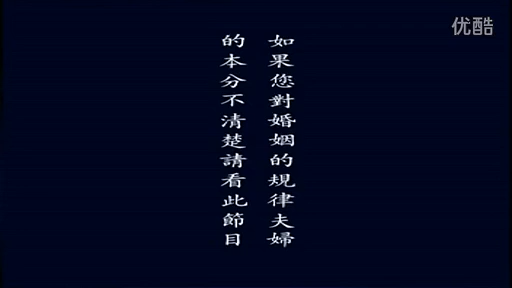 优酷
如果您對婚姻的規律夫婦
的本分不清楚請看此節目